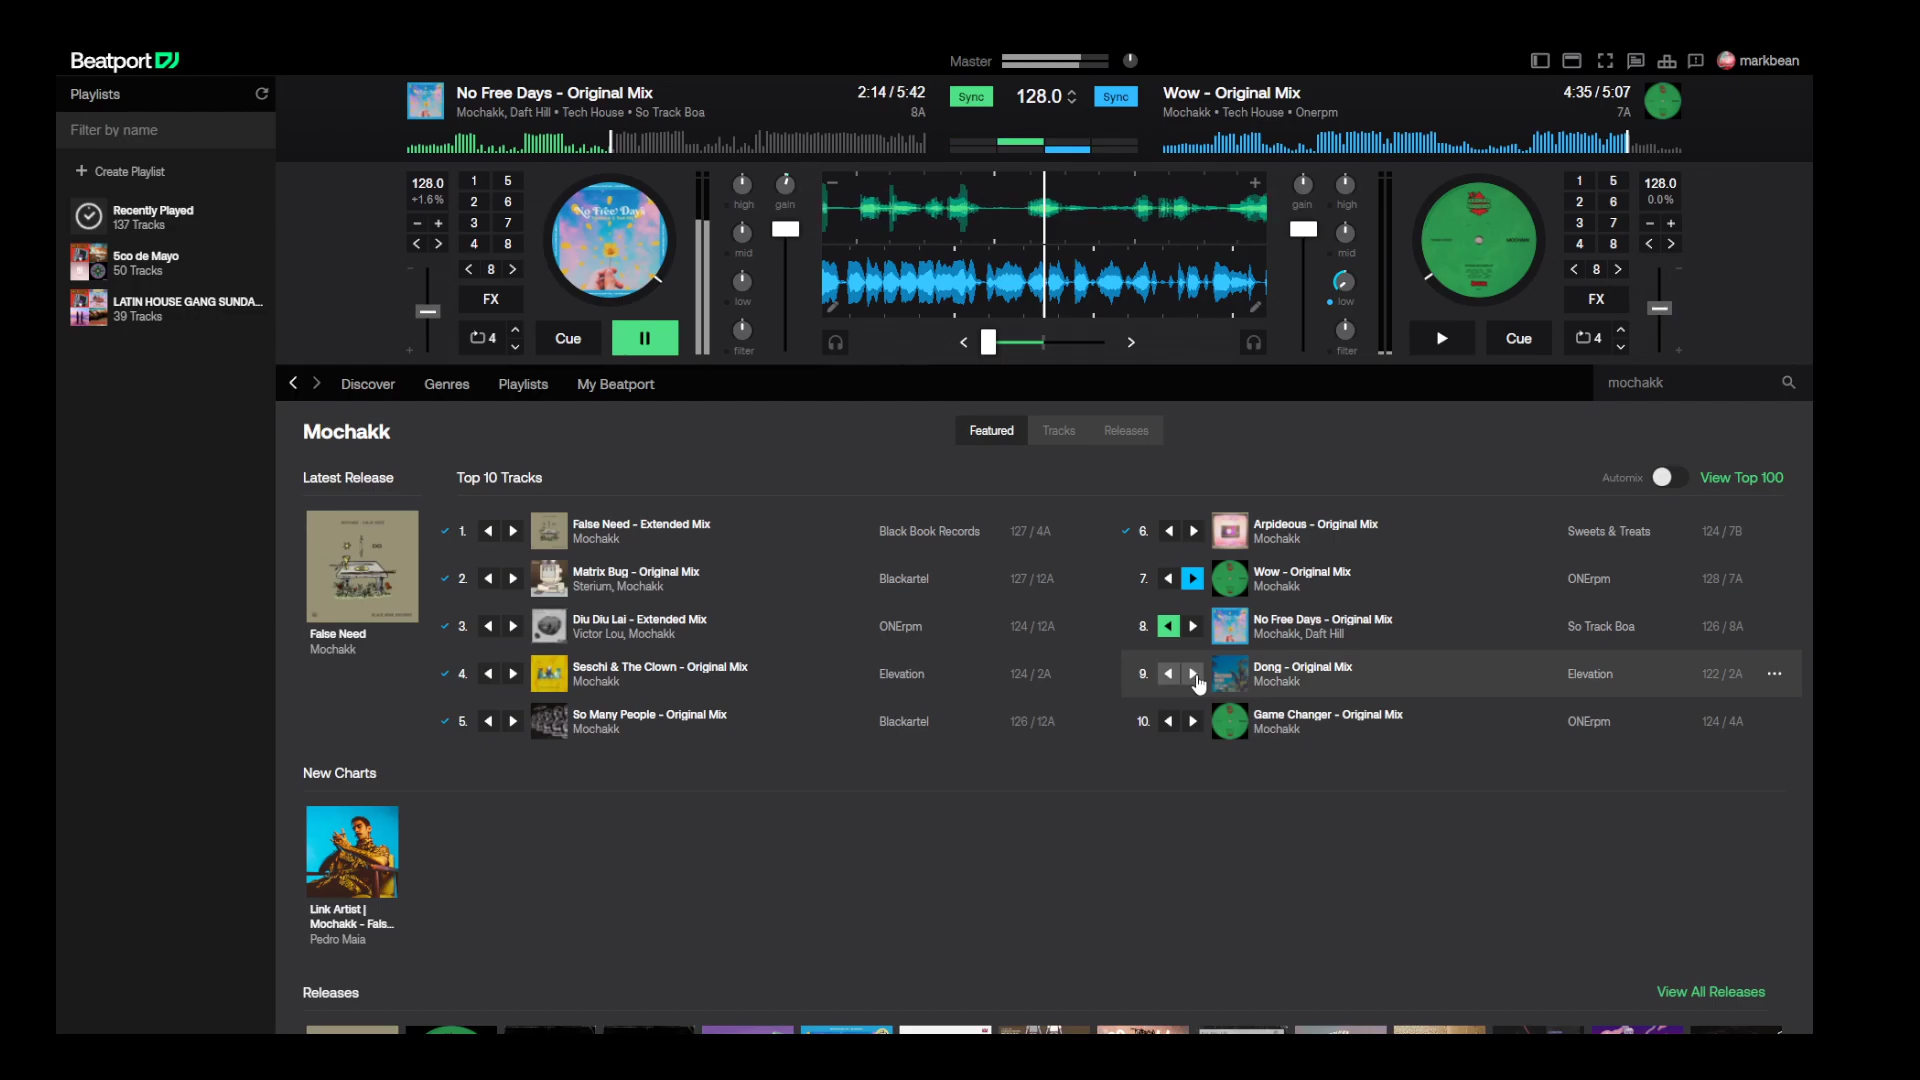 Beatport
Master
markbean
Playlists
Filter by name
+ Create Playlist
Recently Played
137 Tracks
5co de Mayo
50 Tracks
LATIN HOUSE GANG SUNDA...
39 Tracks
No Free Days - Original Mix
2:14 / 5:42
Mochakk, Daft Hill • Tech House • So Track Boa
8A
Sync
128.0
Sync
Wow - Original Mix
4:35 / 5:07
Mochakk • Tech House • Onerpm
7A
128.0
+1.6%
- +
< >
1 5
2 6
3 7
4 8
< 8 >
FX
4
Cue
No Free Days
high
mid
low
filter
gain
- +
< >
gain
high
mid
low
filter
MOCHAKK
1 5
2 6
3 7
4 8
128.0
0.0%
- +
< >
< 8 >
FX
Cue
4
< > Discover Genres Playlists My Beatport
mochakk
Mochakk
Featured Tracks Releases
Latest Release
Top 10 Tracks
Automix
View Top 100
False Need
Mochakk
1. False Need - Extended Mix
Mochakk
Black Book Records 127 / 4A
2. Matrix Bug - Original Mix
Sterium, Mochakk
Blackartel 127 / 12A
3. Diu Diu Lai - Extended Mix
Victor Lou, Mochakk
ONErpm 124 / 12A
4. Seschi & The Clown - Original Mix
Mochakk
Elevation 124 / 2A
5. So Many People - Original Mix
Mochakk
Blackartel 126 / 12A
6. Arpideous - Original Mix
Mochakk
Sweets & Treats 124 / 7B
7. Wow - Original Mix
Mochakk
ONErpm 128 / 7A
8. No Free Days - Original Mix
Mochakk, Daft Hill
So Track Boa 126 / 8A
9. Dong - Original Mix
Mochakk
Elevation 122 / 2A ...
10. Game Changer - Original Mix
Mochakk
ONErpm 124 / 4A
New Charts
Link Artist |
Mochakk - Fals...
Pedro Maia
Releases
View All Releases